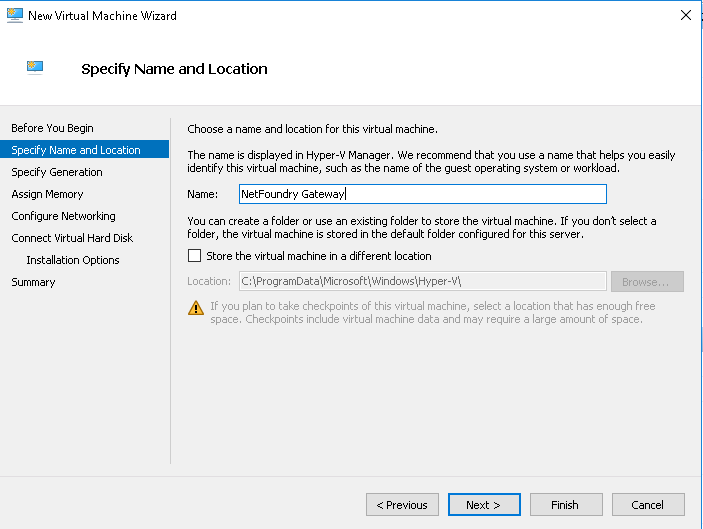 New Virtual Machine Wizard
Specify Name and Location
Before You Begin
Specify Name and Location
Specify Generation
Assign Memory
Configure Networking
Connect Virtual Hard Disk
Installation Options
Summary
Choose a name and location for this virtual machine.
The name is displayed in Hyper-V Manager. We recommend that you use a name that helps you easily
identify this virtual machine, such as the name of the guest operating system or workload.
Name: NetFoundry Gateway
You can create a folder or use an existing folder to store the virtual machine. If you don't select a
folder, the virtual machine is stored in the default folder configured for this server.
Store the virtual machine in a different location
Location: C:\ProgramData\Microsoft\Windows\Hyper-V\ Browse...
If you plan to take checkpoints of this virtual machine, select a location that has enough free
space. Checkpoints include virtual machine data and may require a large amount of space.
< Previous Next > Finish Cancel